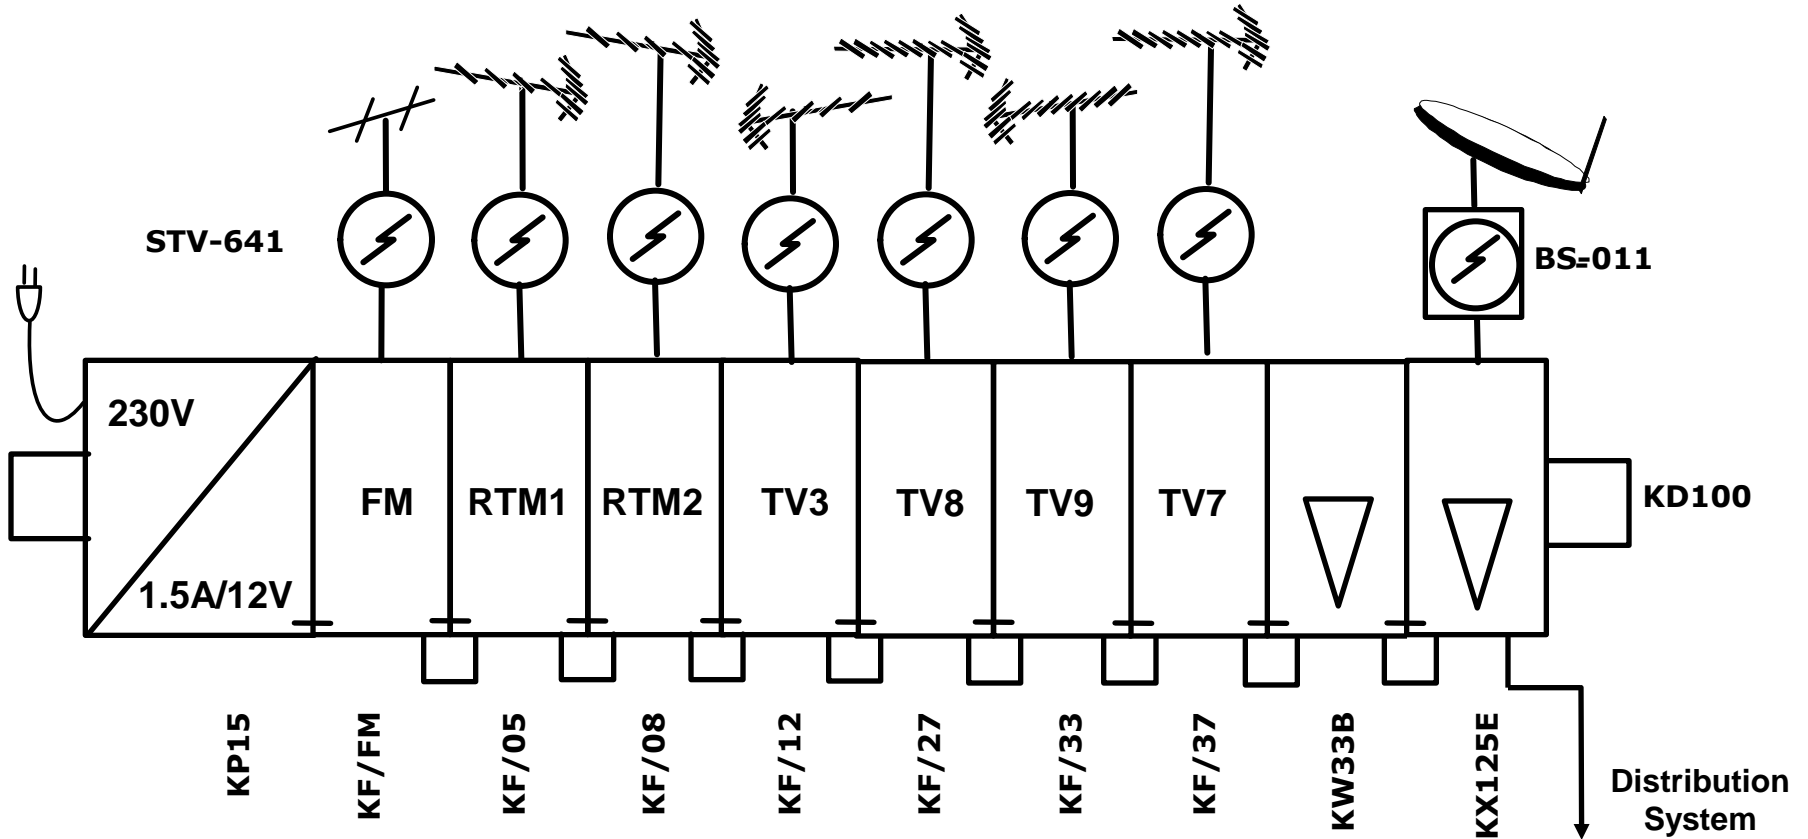 STV-641
BS-011
230V
1.5A/12V
FM
RTM1
RTM2
TV3
TV8
TV9
TV7
KD100
KP15
KF/FM
KF/05
KF/08
KF/12
KF/27
KF/33
KF/37
KW33B
KX125E
Distribution
System